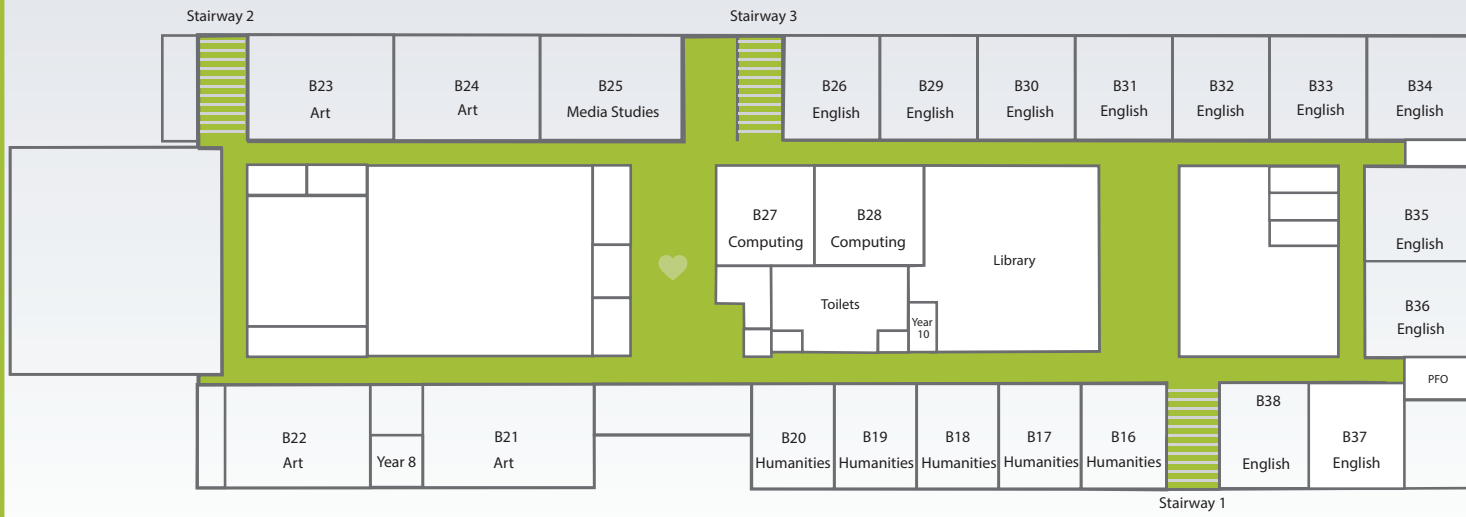 Stairway 2
Stairway 3
B23
Art
B24
Art
B25
Media Studies
B26
English
B29
English
B30
English
B31
English
B32
English
B33
English
B34
English
B27
Computing
B28
Computing
Library
Toilets
Year
10
B35
English
B36
English
PFO
B22
Art
Year 8
B21
Art
B20
Humanities
B19
Humanities
B18
Humanities
B17
Humanities
B16
Humanities
B38
English
B37
English
Stairway 1